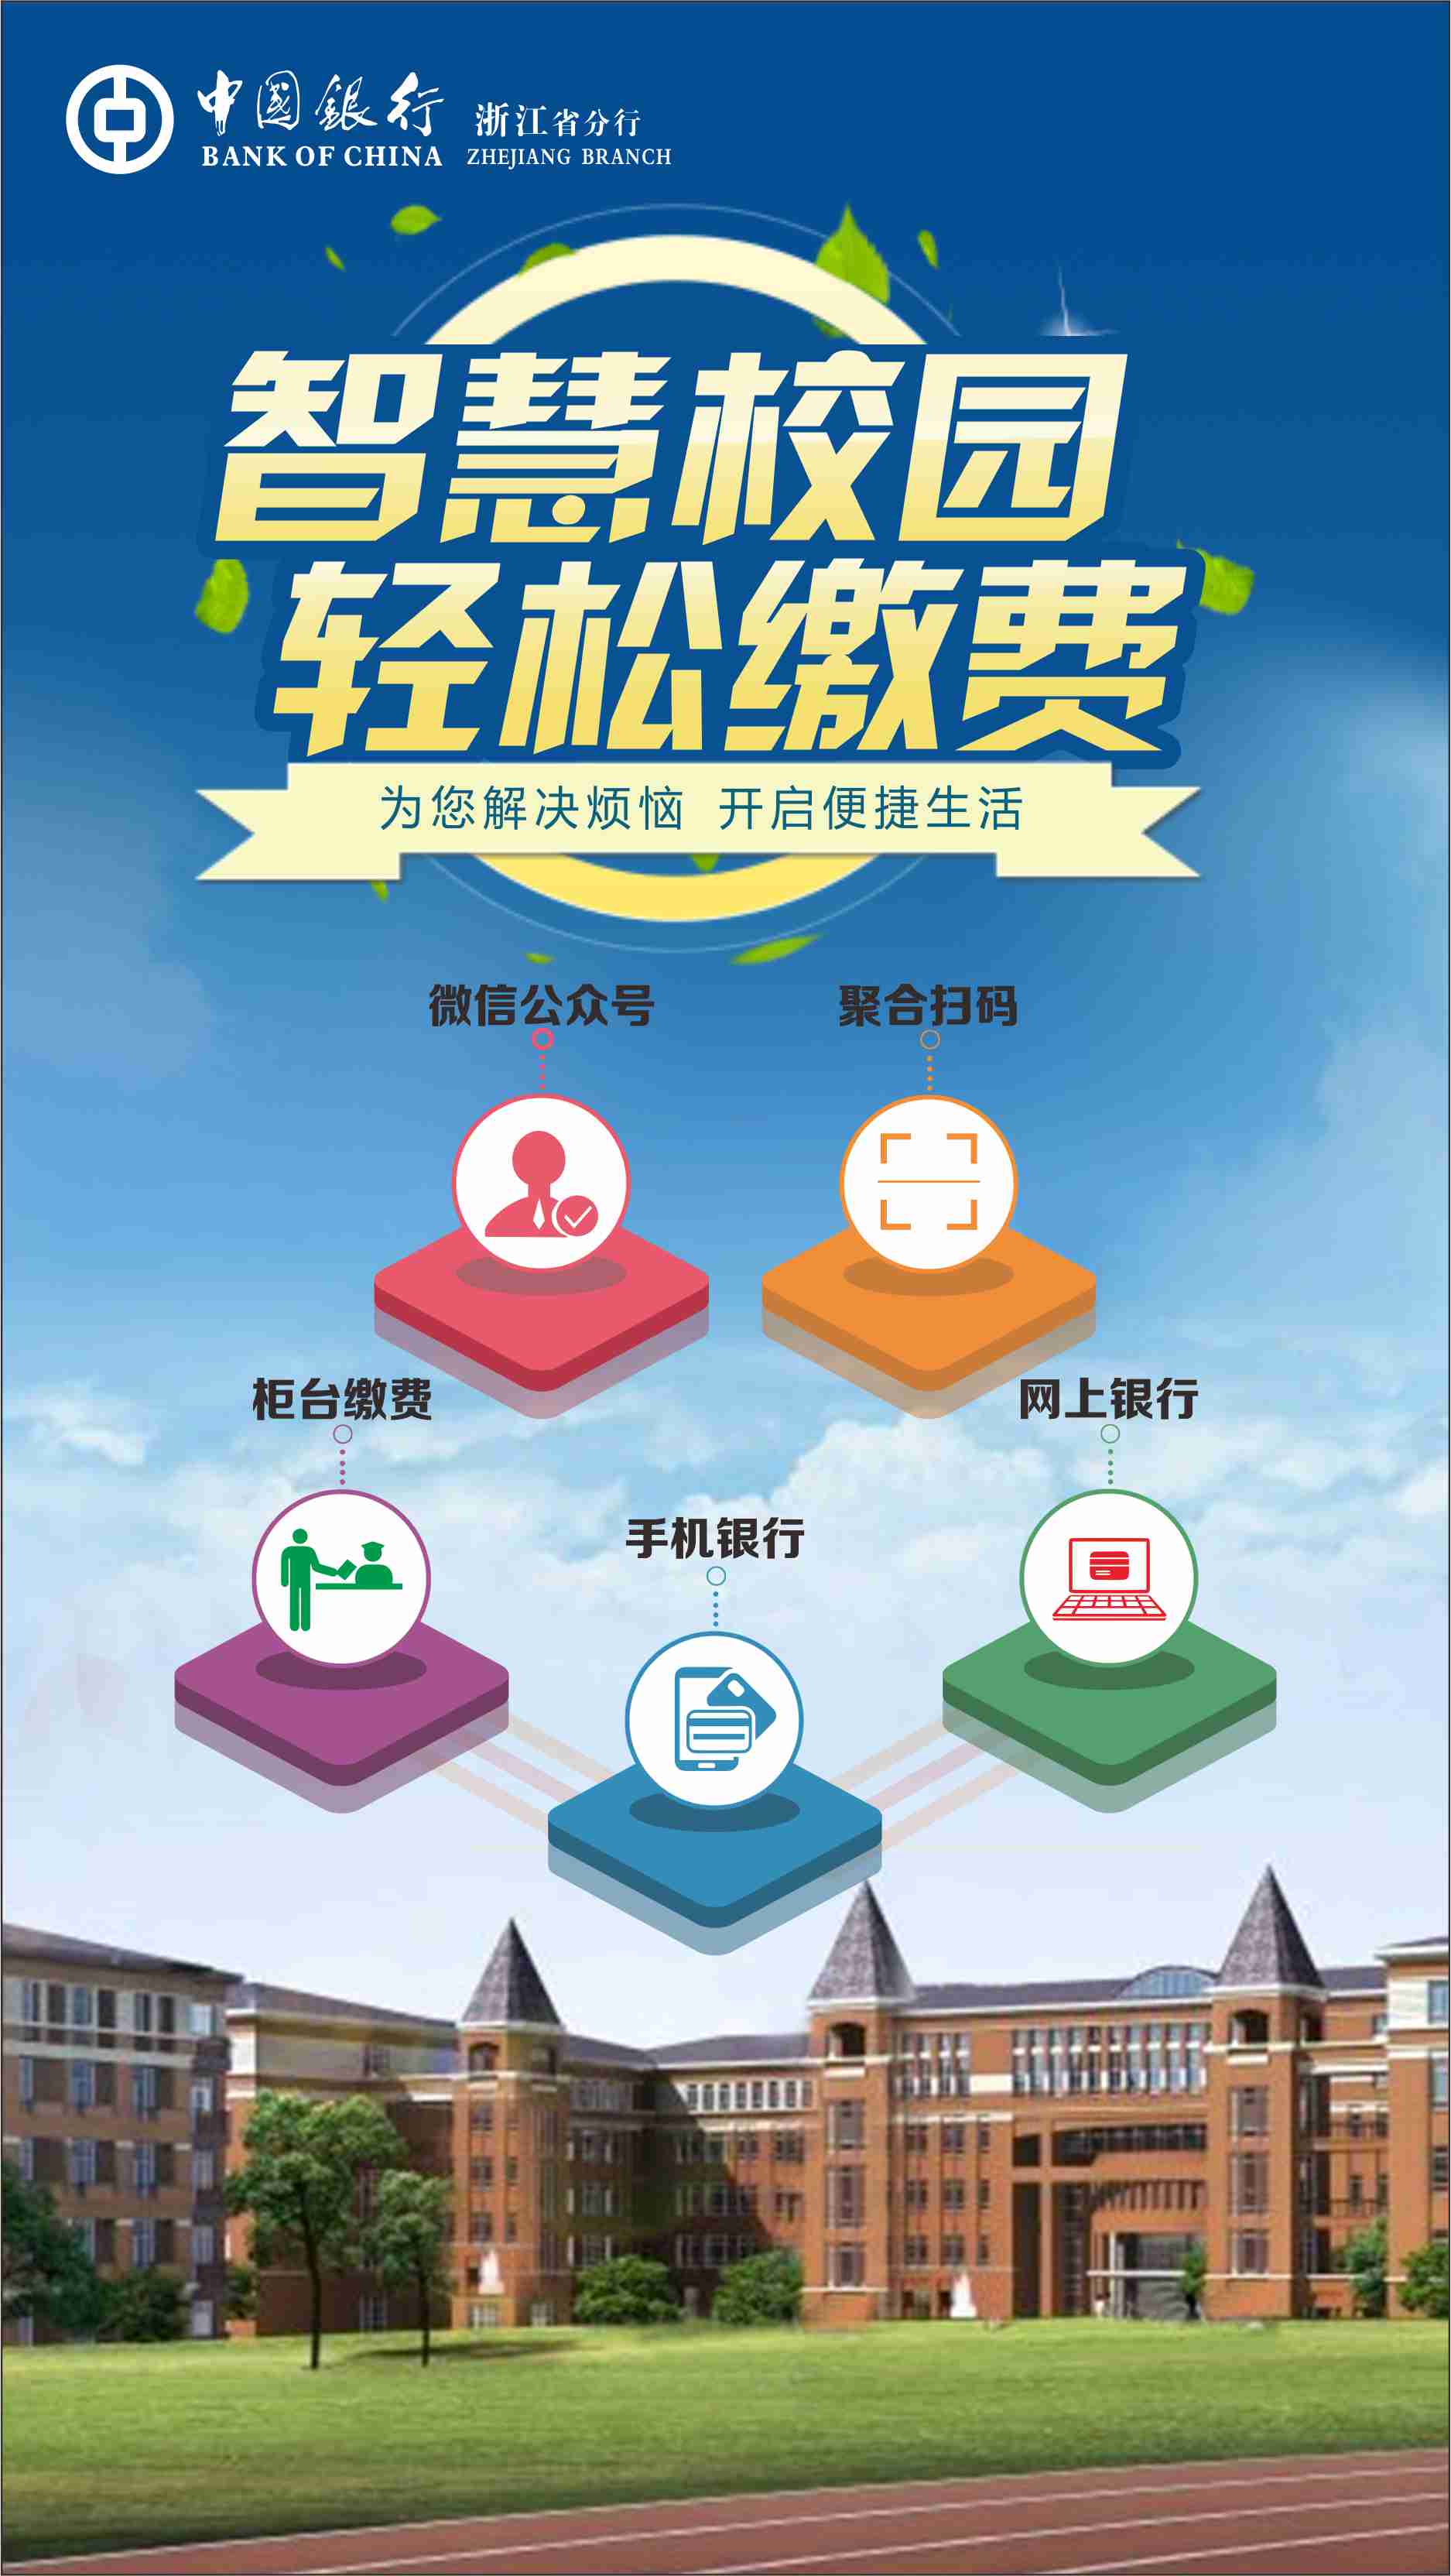 中國銀行 浙江省分行
BANK OF CHINA ZHEJIANG BRANCH
智慧校园
轻松缴费
为您解决烦恼 开启便捷生活
微信公众号 聚合扫码
柜台缴费 网上银行
手机银行